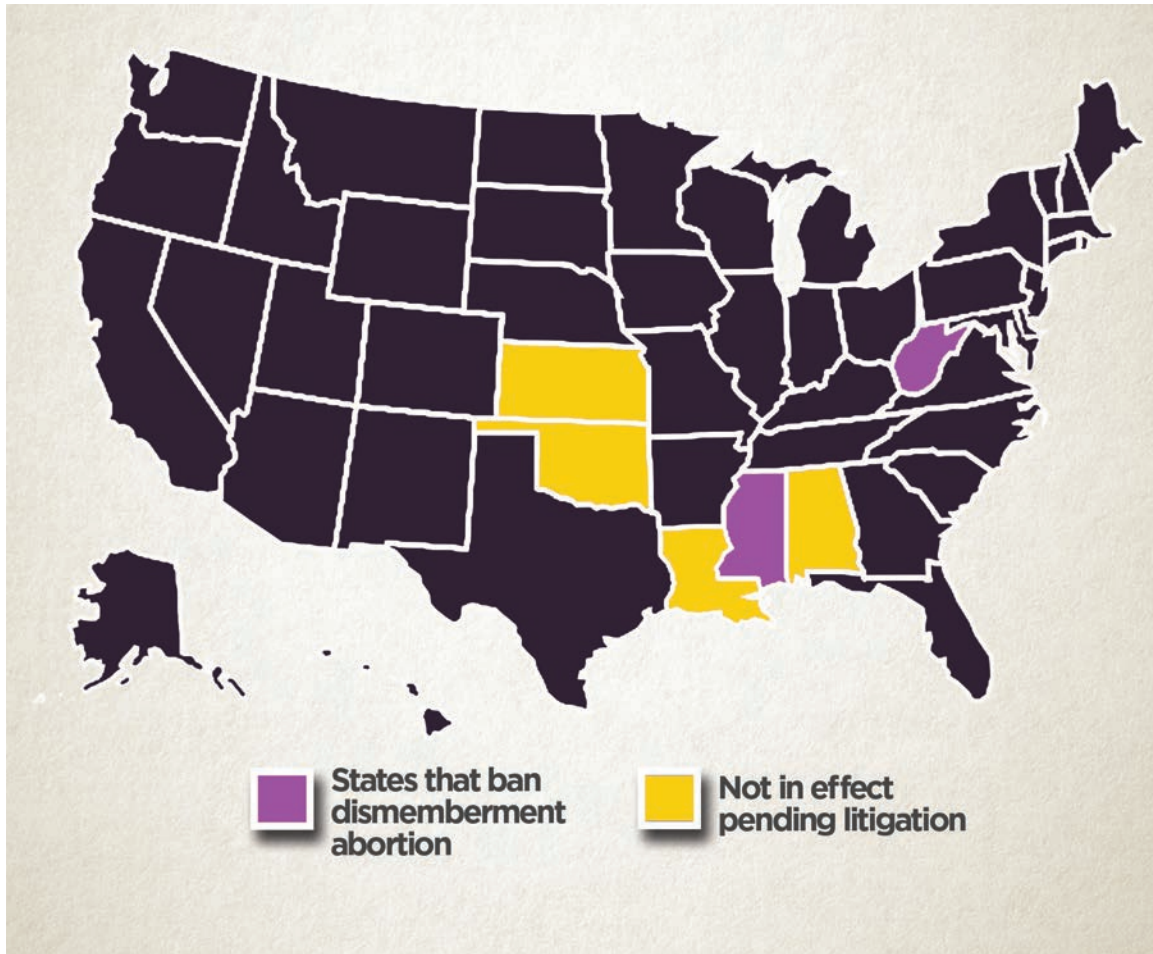 States that ban
dismemberment
abortion
Not in effect
pending litigation